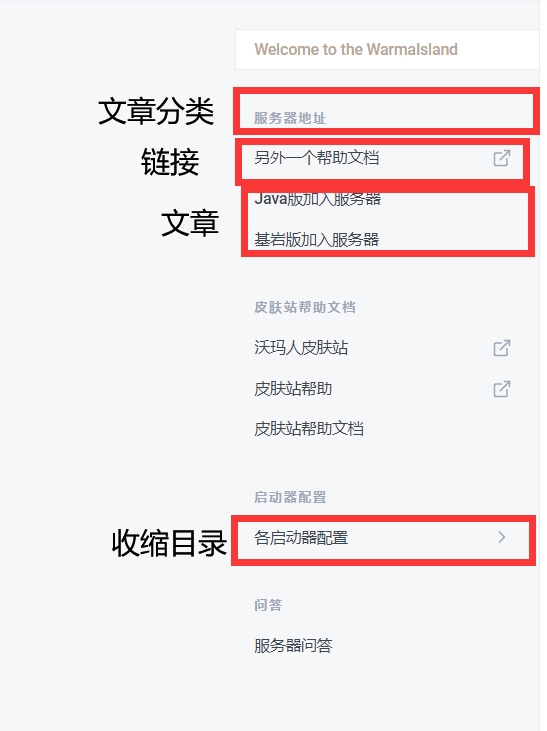 Welcome to the WarmaIsland
文章分类
服务器地址
链接
另外一个帮助文档
文章
Java版加入服务器
基岩版加入服务器
皮肤站帮助文档
沃玛人皮肤站
皮肤站帮助
皮肤站帮助文档
启动器配置
收缩目录
各启动器配置
问答
服务器问答